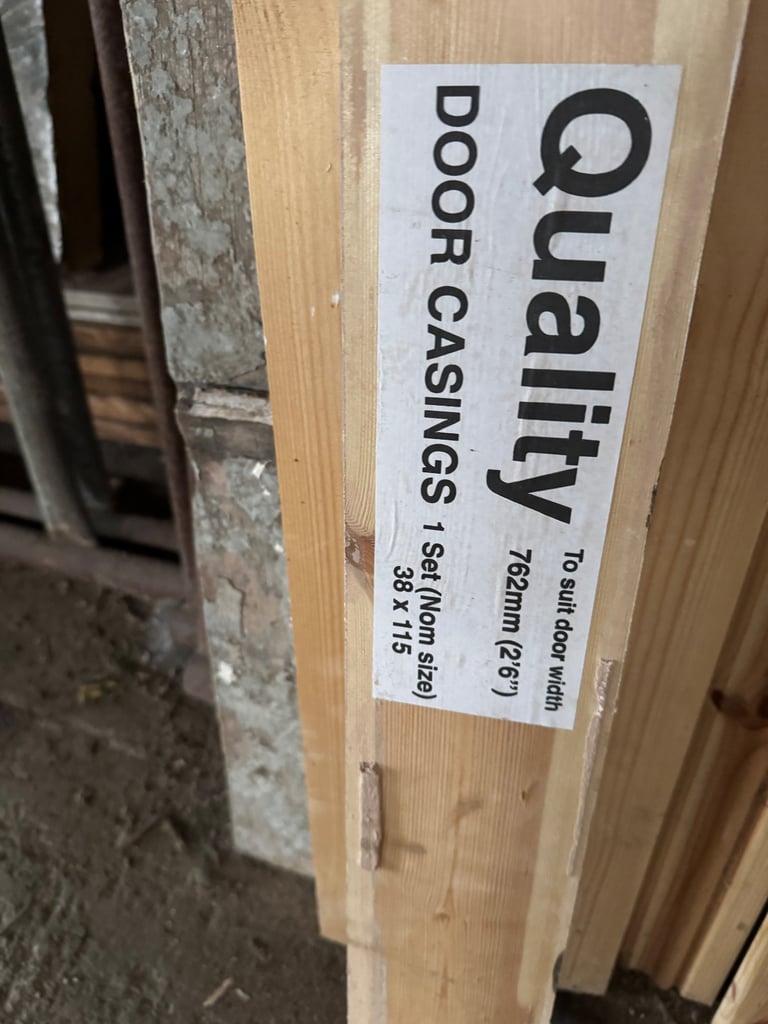 Quality
To suit door width
762mm (2'6")
DOOR CASINGS 1 Set (Nom size)
38 x 115